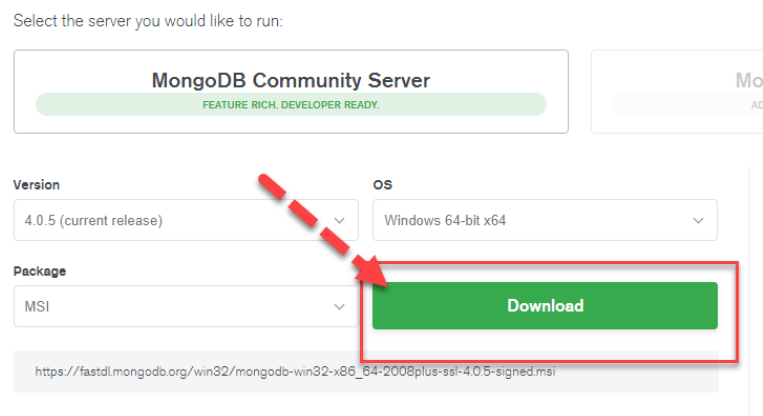 Select the server you would like to run:
MongoDB Community Server
FEATURE RICH. DEVELOPER READY.
Version
OS
4.0.5 (current release)
Windows 64-bit x64
Package
MSI
Download
https://fastdl.mongodb.org/win32/mongodb-win32-x86_64-2008plus-ssl-4.0.5-signed.msi